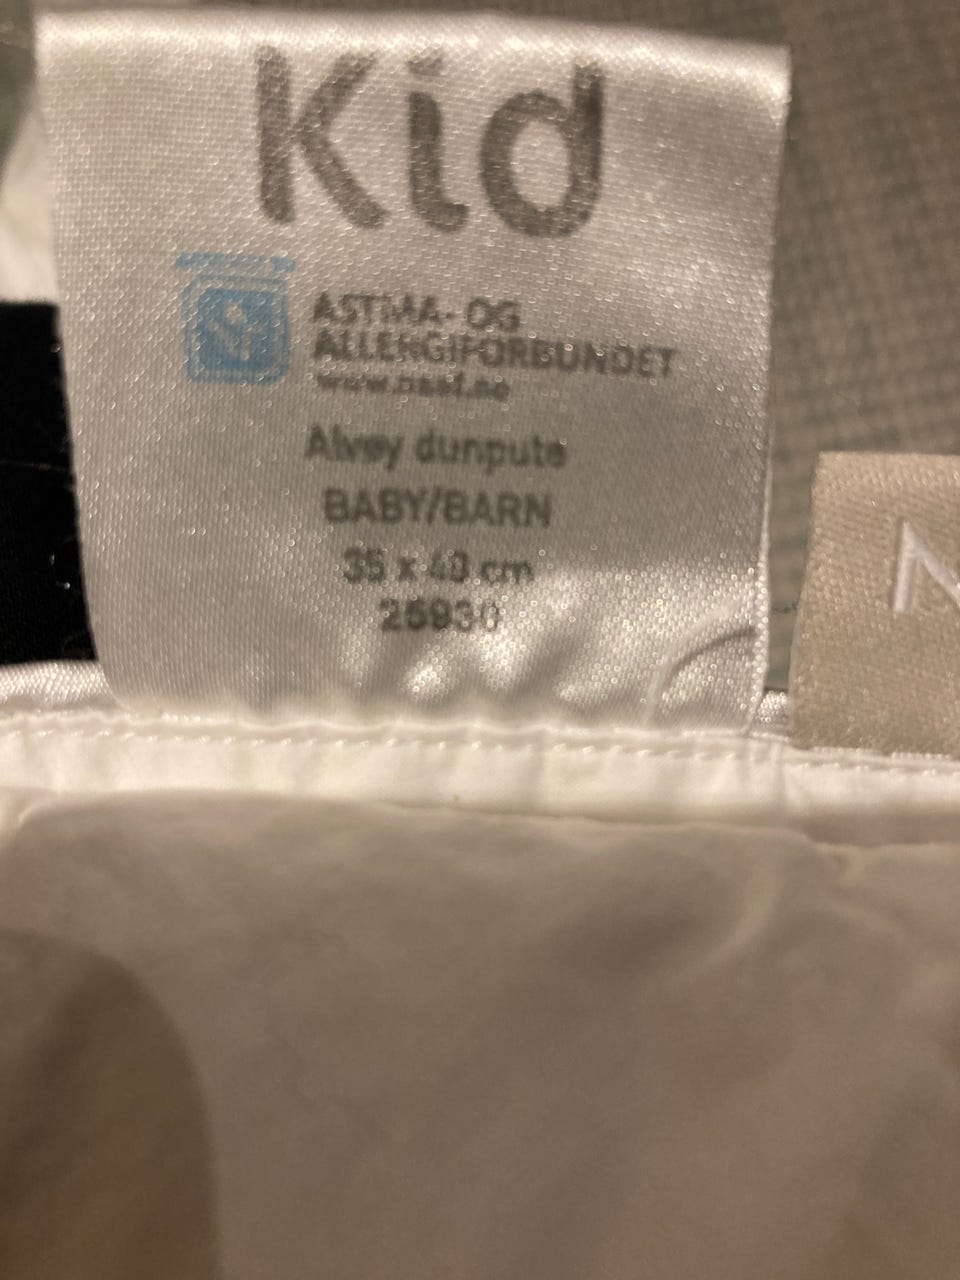 Kid
ASTMA- OG
ALLERGIFORBUNDET
www.naaf.no
Alvøy dunpute
BABY/BARN
35 x 40 cm
25930
N